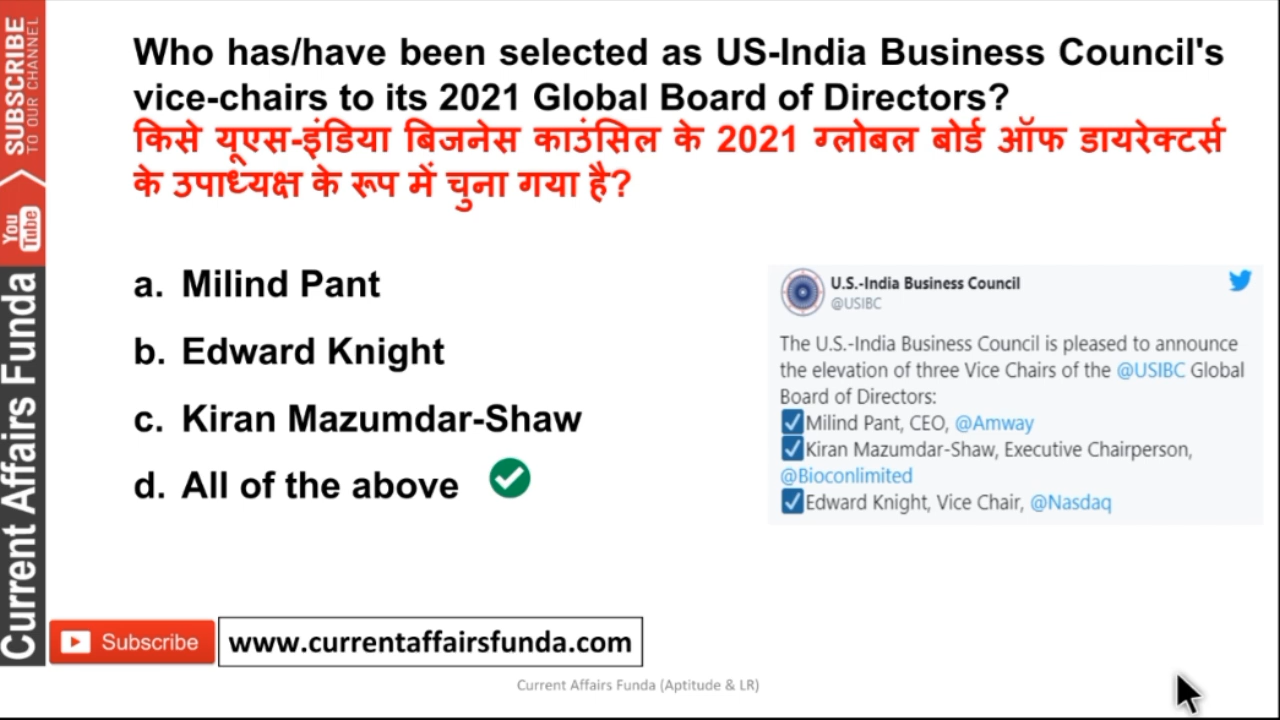 Who has/have been selected as US-India Business Council's
vice-chairs to its 2021 Global Board of Directors?
किसे यूएस-इंडिया बिजनेस काउंसिल के 2021 ग्लोबल बोर्ड ऑफ डायरेक्टर्स
के उपाध्यक्ष के रूप में चुना गया है?
a. Milind Pant
b. Edward Knight
c. Kiran Mazumdar-Shaw
d. All of the above
U.S.-India Business Council
@USIBC
The U.S.-India Business Council is pleased to announce
the elevation of three Vice Chairs of the @USIBC Global
Board of Directors:
Milind Pant, CEO, @Amway
Kiran Mazumdar-Shaw, Executive Chairperson,
@Bioconlimited
Edward Knight, Vice Chair, @Nasdaq
SUBSCRIBE
TO OUR CHANNEL
You
Tube
Current Affairs Funda
Subscribe
www.currentaffairsfunda.com
Current Affairs Funda (Aptitude & LR)